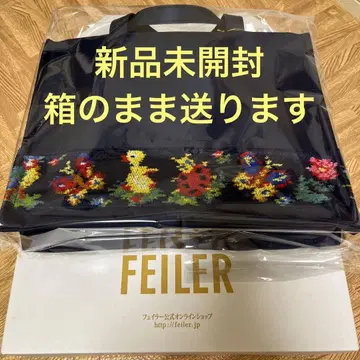 新品未開封
箱のまま送ります
FEILER
FEILER
フェイラー公式オンラインショップ
http://feiler.jp